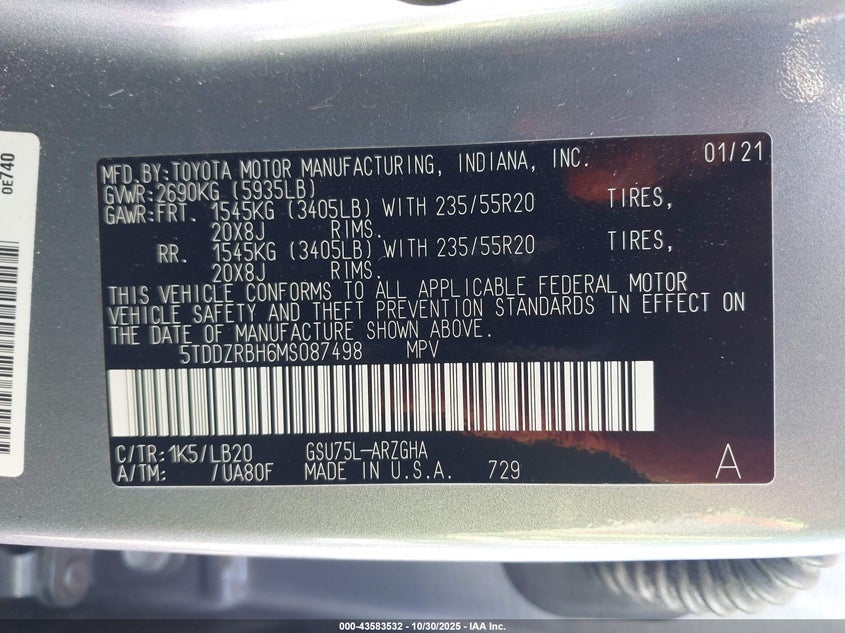 0E740
MFD.BY:TOYOTA MOTOR MANUFACTURING, INDIANA, INC. 01/21
GVWR:2690KG (5935LB)
GAWR:FRT. 1545KG (3405LB) WITH 235/55R20 TIRES,
20X8J RIMS.
RR. 1545KG (3405LB) WITH 235/55R20 TIRES,
20X8J RIMS.
THIS VEHICLE CONFORMS TO ALL APPLICABLE FEDERAL MOTOR
VEHICLE SAFETY AND THEFT PREVENTION STANDARDS IN EFFECT ON
THE DATE OF MANUFACTURE SHOWN ABOVE.
5TDDZRBH6MS087498 MPV
C/TR:1K5/LB20 GSU75L-ARZGHA
A/TM: /UA80F MADE IN U.S.A. 729 A
000-43583532 - 10/30/2025 - IAA Inc.